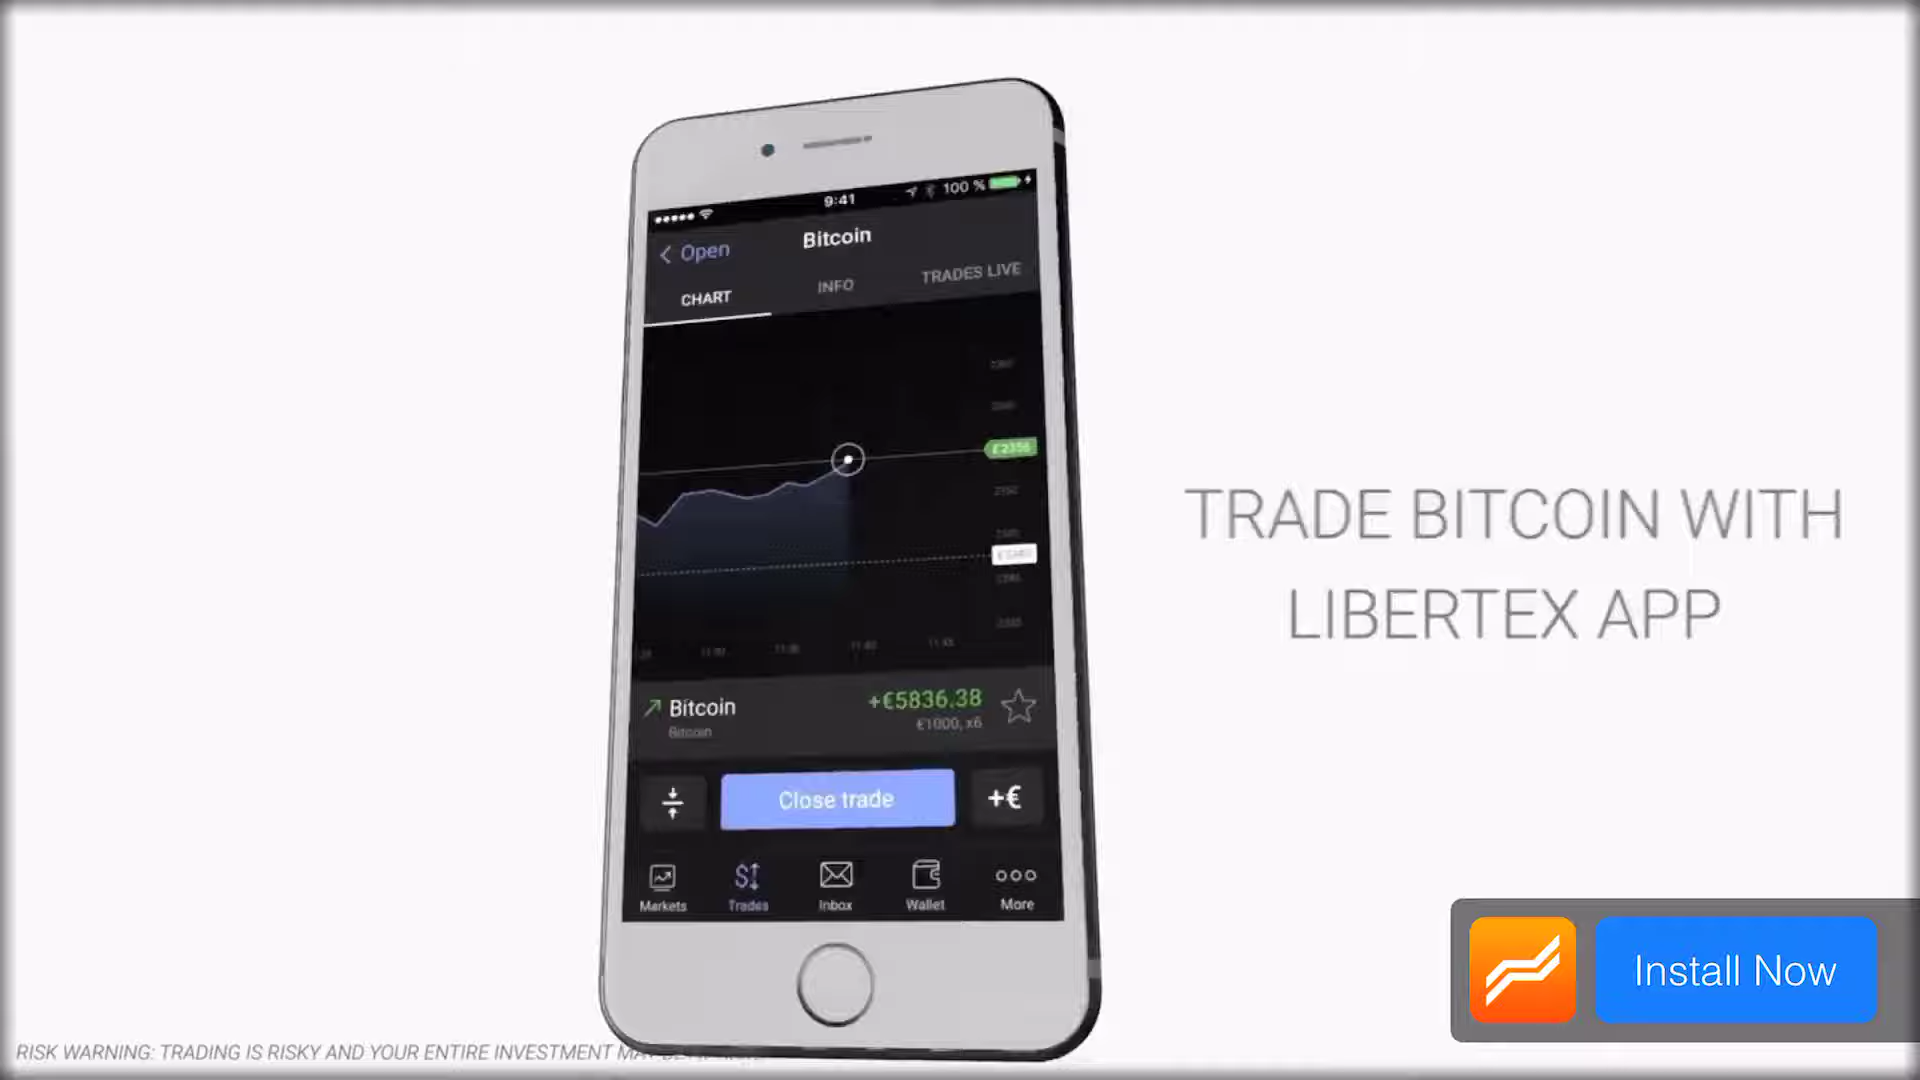 9:41
100 %
Open
Bitcoin
CHART
INFO
TRADES LIVE
Bitcoin
+€5836.38
Bitcoin
€1000, x6
Close trade
+€
Markets
Trades
Inbox
Wallet
More
TRADE BITCOIN WITH
LIBERTEX APP
Install Now
RISK WARNING: TRADING IS RISKY AND YOUR ENTIRE INVESTMENT